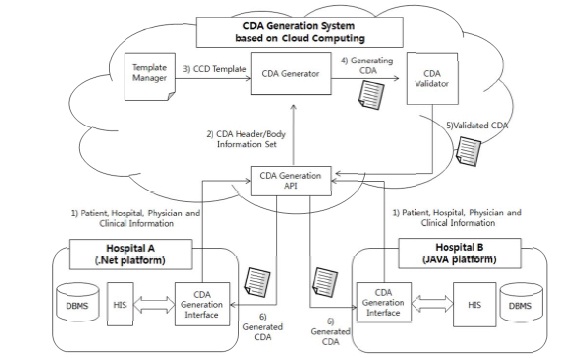 CDA Generation System
based on Cloud Computing
Template
Manager
3) CCD Template
CDA Generator
4) Generating
CDA
CDA
Validator
2) CDA Header/Body
Information Set
5)Validated CDA
CDA Generation
API
1) Patient, Hospital, Physician and
Clinical Information
1) Patient, Hospital, Physician and
Clinical Information
Hospital A
(.Net platform)
Hospital B
(JAVA platform)
DBMS
HIS
CDA
Generation
Interface
6)
Generated
CDA
6)
Generated
CDA
CDA
Generation
Interface
HIS
DBMS